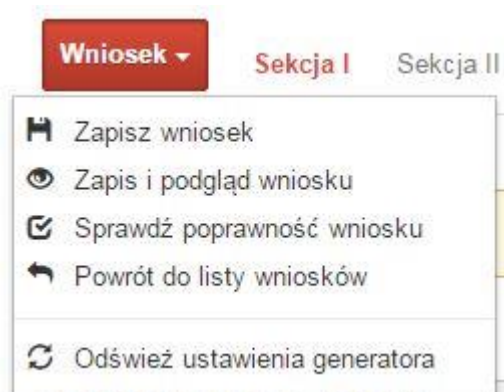 Wniosek Sekcja I Sekcja II
Zapisz wniosek
Zapis i podgląd wniosku
Sprawdź poprawność wniosku
Powrót do listy wniosków
Odśwież ustawienia generatora